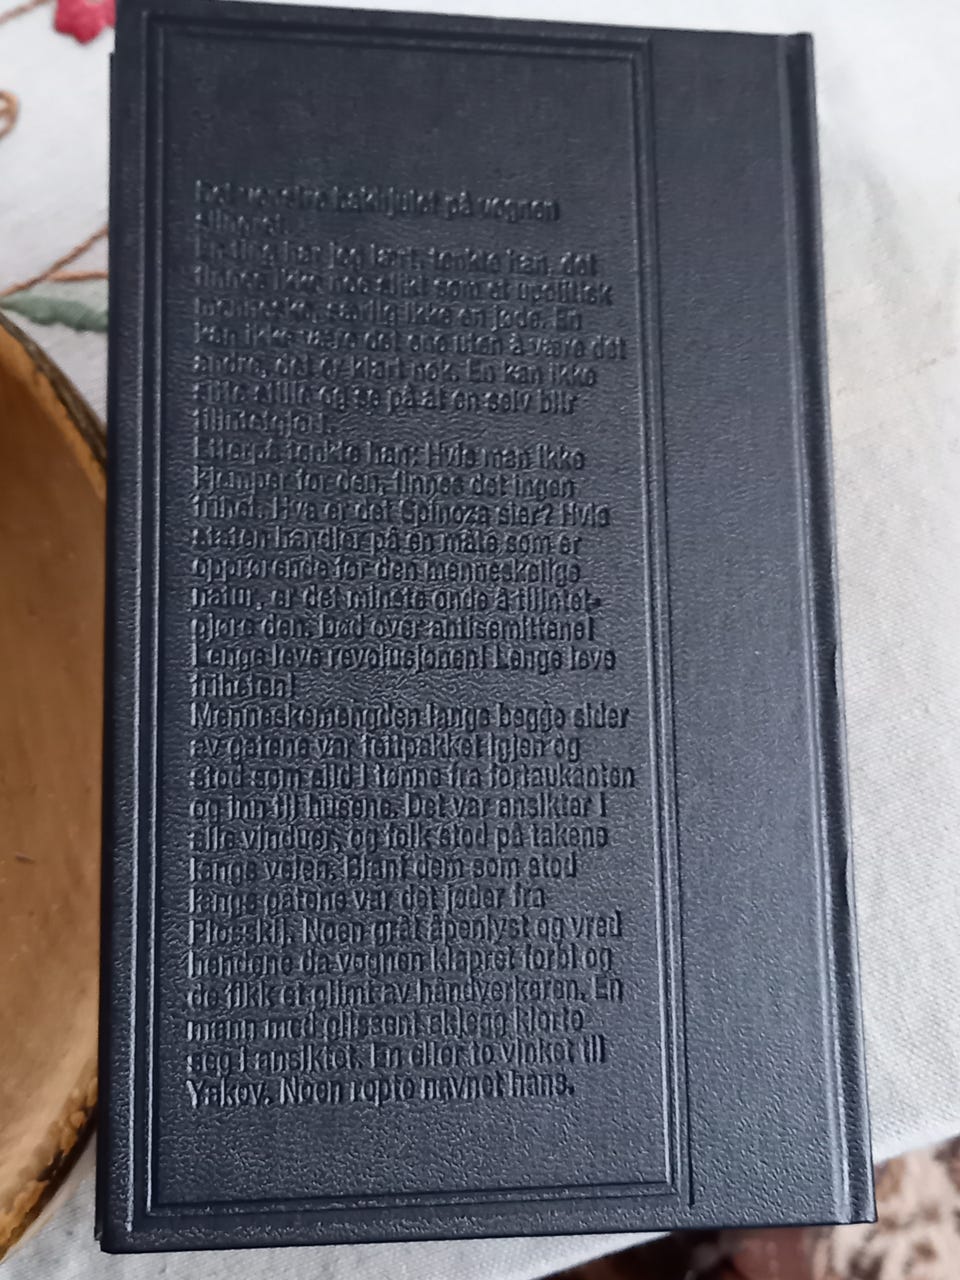 Det venstre bakhjulet på vognen
slingret.
En ting har jeg lært, tenkte han, det
finnes ikke noe slikt som et upolitisk
menneske, særlig ikke en jøde. En
kan ikke være det ene uten å være det
andre, det er klart nok. En kan ikke
sitte stille og se på at en selv blir
tilintetgjort.
Etterpå tenkte han: Hvis man ikke
kjemper for den, finnes det ingen
frihet. Hva er det Spinoza sier? Hvis
staten handler på en måte som er
opprørende for den menneskelige
natur, er det minste onde å tilintet-
gjøre den. Død over antisemittene!
Lenge leve revolusjonen! Lenge leve
friheten!
Menneskemengden langs begge sider
av gatene var tettpakket igjen og
stod som sild i tønne fra fortaukanten
og inn til husene. Det var ansikter i
alle vinduer, og folk stod på takene
langs veien. Blant dem som stod
langs gatene var det jøder fra
Plosskij. Noen gråt åpenlyst og vred
hendene da vognen klapret forbi og
de fikk et glimt av håndverkeren. En
mann med glissent skjegg klorte
seg i ansiktet. En eller to vinket til
Yakov. Noen ropte navnet hans.